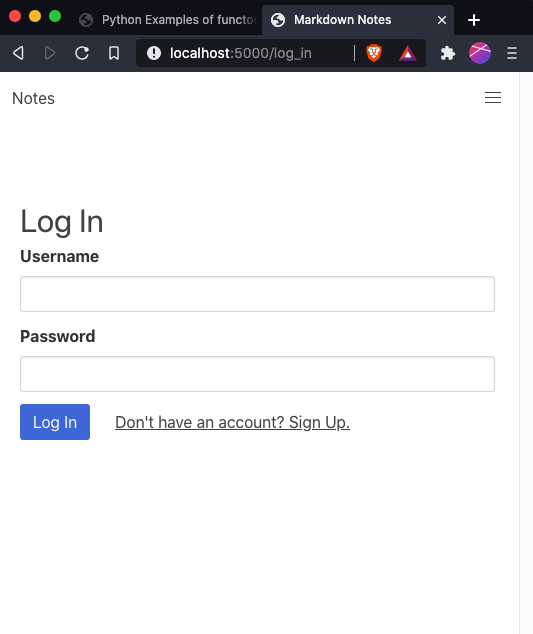 Python Examples of functo
Markdown Notes
localhost:5000/log_in
Notes
Log In
Username
Password
Log In
Don't have an account? Sign Up.